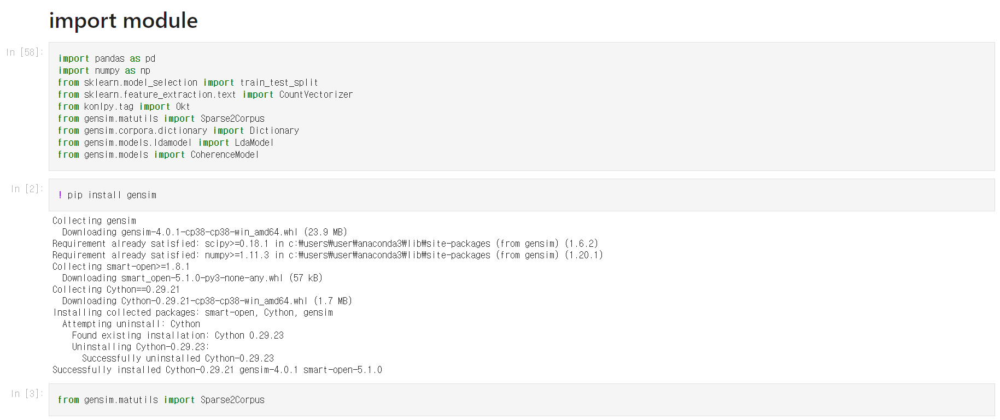 import module
In [58]:
import pandas as pd
import numpy as np
from sklearn.model_selection import train_test_split
from sklearn.feature_extraction.text import CountVectorizer
from konlpy.tag import Okt
from gensim.matutils import Sparse2Corpus
from gensim.corpora.dictionary import Dictionary
from gensim.models.ldamodel import LdaModel
from gensim.models import CoherenceModel
In [2]:
! pip install gensim
Collecting gensim
Downloading gensim-4.0.1-cp38-cp38-win_amd64.whl (23.9 MB)
Requirement already satisfied: scipy>=0.18.1 in c:₩users₩user₩anaconda3₩lib₩site-packages (from gensim) (1.6.2)
Requirement already satisfied: numpy>=1.11.3 in c:₩users₩user₩anaconda3₩lib₩site-packages (from gensim) (1.20.1)
Collecting smart-open>=1.8.1
Downloading smart_open-5.1.0-py3-none-any.whl (57 kB)
Collecting Cython==0.29.21
Downloading Cython-0.29.21-cp38-cp38-win_amd64.whl (1.7 MB)
Installing collected packages: smart-open, Cython, gensim
Attempting uninstall: Cython
Found existing installation: Cython 0.29.23
Uninstalling Cython-0.29.23:
Successfully uninstalled Cython-0.29.23
Successfully installed Cython-0.29.21 gensim-4.0.1 smart-open-5.1.0
In [3]:
from gensim.matutils import Sparse2Corpus